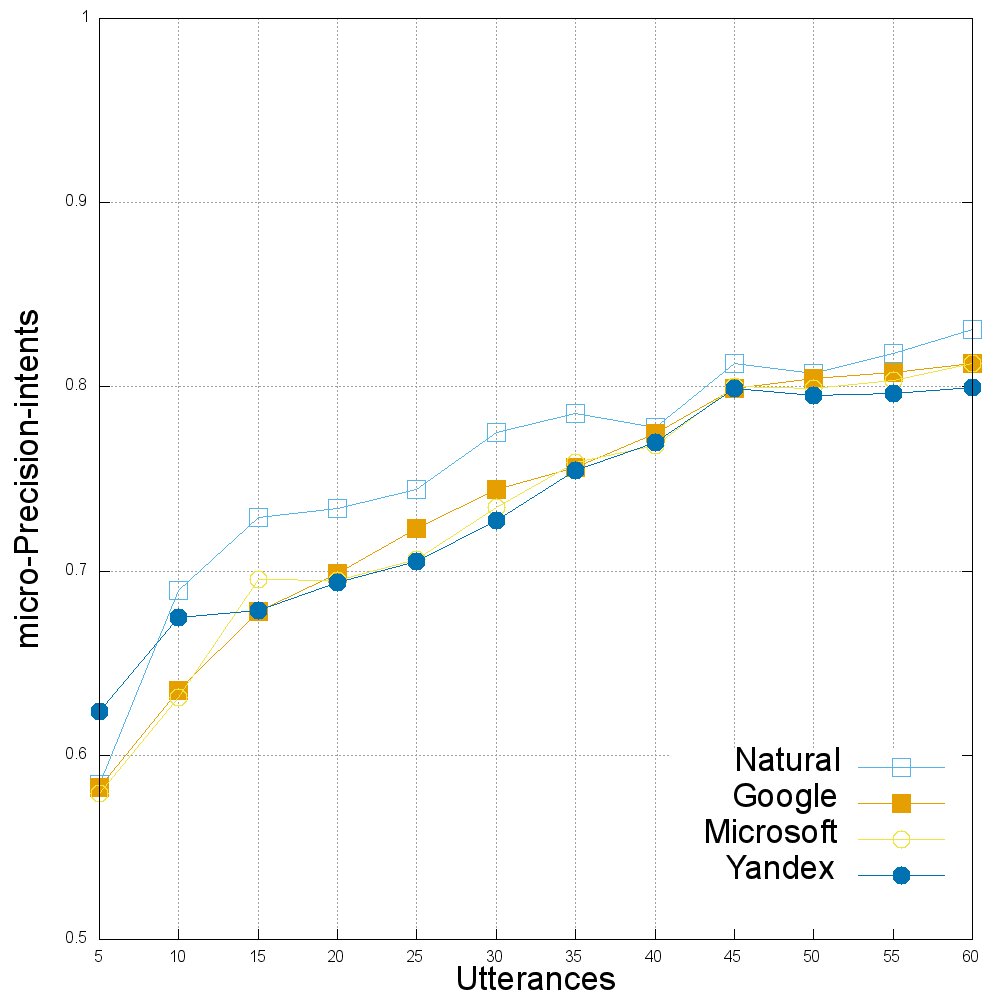 1
0.9
0.8
0.7
0.6
0.5
micro-Precision-intents
Natural
Google
Microsoft
Yandex
5 10 15 20 25 30 35 40 45 50 55 60
Utterances